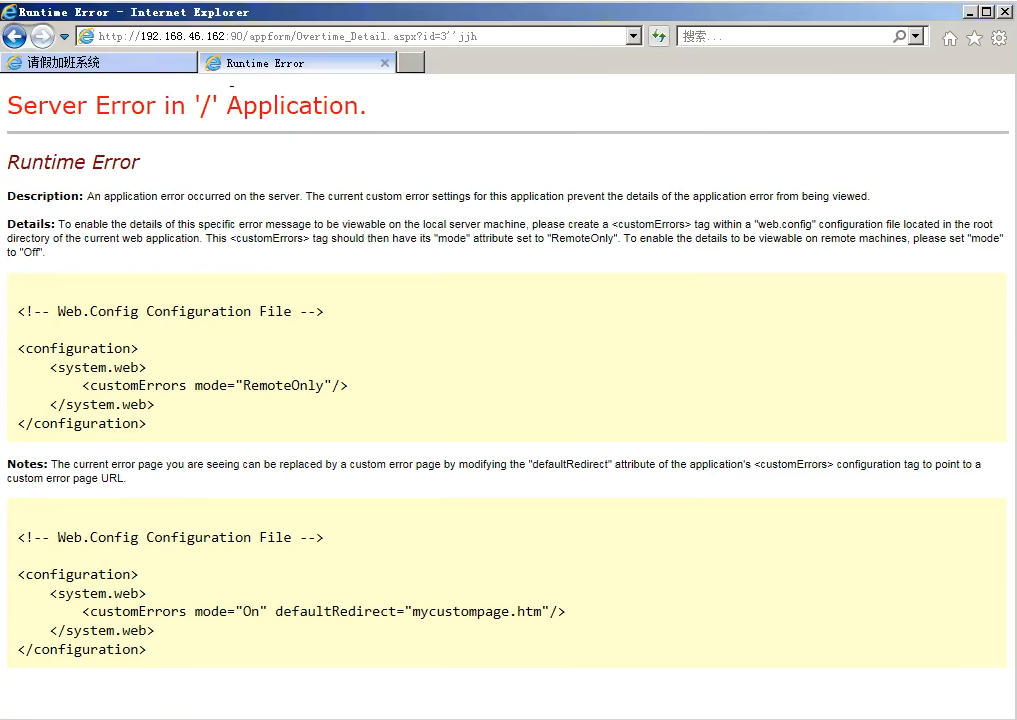 Runtime Error - Internet Explorer
http://192.168.46.162:90/appform/Overtime_Detail.aspx?id=3''jjh
搜索...
请假加班系统
Runtime Error
Server Error in '/' Application.
Runtime Error
Description: An application error occurred on the server. The current custom error settings for this application prevent the details of the application error from being viewed.
Details: To enable the details of this specific error message to be viewable on the local server machine, please create a <customErrors> tag within a "web.config" configuration file located in the root
directory of the current web application. This <customErrors> tag should then have its "mode" attribute set to "RemoteOnly". To enable the details to be viewable on remote machines, please set "mode"
to "Off".
<!-- Web.Config Configuration File -->
<configuration>
    <system.web>
        <customErrors mode="RemoteOnly"/>
    </system.web>
</configuration>
Notes: The current error page you are seeing can be replaced by a custom error page by modifying the "defaultRedirect" attribute of the application's <customErrors> configuration tag to point to a
custom error page URL.
<!-- Web.Config Configuration File -->
<configuration>
    <system.web>
        <customErrors mode="On" defaultRedirect="mycustompage.htm"/>
    </system.web>
</configuration>